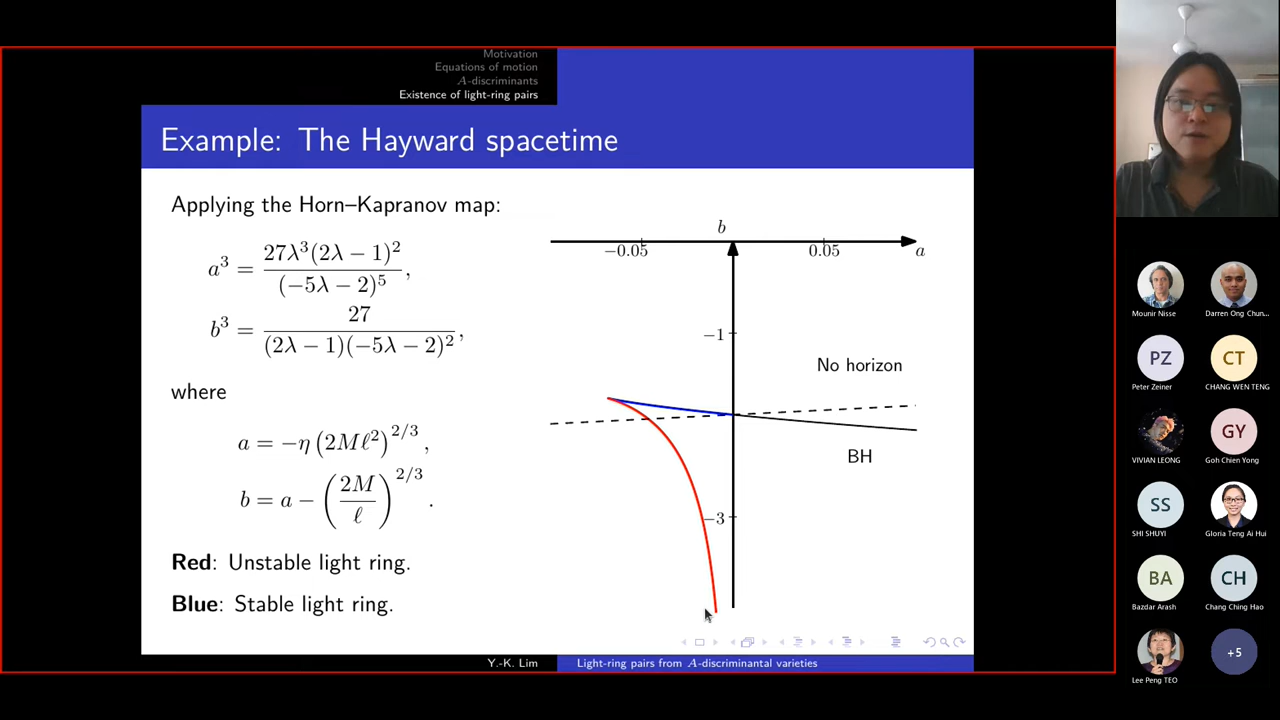 Motivation
Equations of motion
A-discriminants
Existence of light-ring pairs
Example: The Hayward spacetime
Applying the Horn–Kapranov map:
a³ = 27λ³(2λ − 1)² / (−5λ − 2)⁵,
b³ = 27 / (2λ − 1)(−5λ − 2)²,
where
a = −η (2Mℓ²)^{2/3},
b = a − (2M/ℓ)^{2/3}.
Red: Unstable light ring.
Blue: Stable light ring.
b
−0.05
0.05
a
−1
No horizon
BH
−3
Y.-K. Lim
Light-ring pairs from A-discriminantal varieties
Mounir Nisse
Darren Ong Chun...
PZ
CT
Peter Zeiner
CHANG WEN TENG
GY
VIVIAN LEONG
Goh Chien Yong
SS
SHI SHUYI
Gloria Teng Ai Hui
BA
CH
Bazdar Arash
Chang Ching Hao
+5
Lee Peng TEO